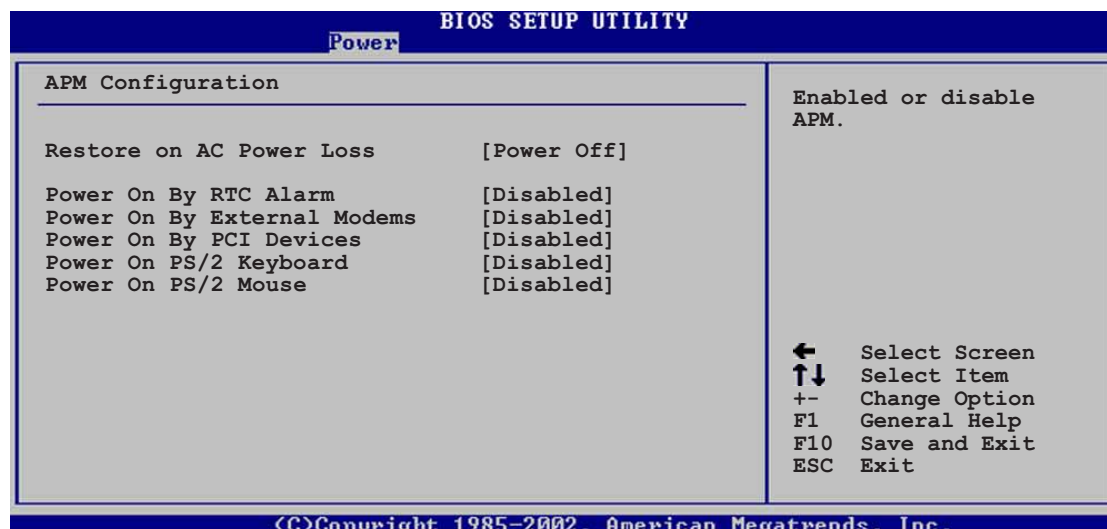 BIOS SETUP UTILITY
Power
APM Configuration
Restore on AC Power Loss [Power Off]
Power On By RTC Alarm [Disabled]
Power On By External Modems [Disabled]
Power On By PCI Devices [Disabled]
Power On PS/2 Keyboard [Disabled]
Power On PS/2 Mouse [Disabled]
Enabled or disable
APM.
← Select Screen
↑↓ Select Item
+- Change Option
F1 General Help
F10 Save and Exit
ESC Exit
(C)Copyright 1985-2002, American Megatrends, Inc.